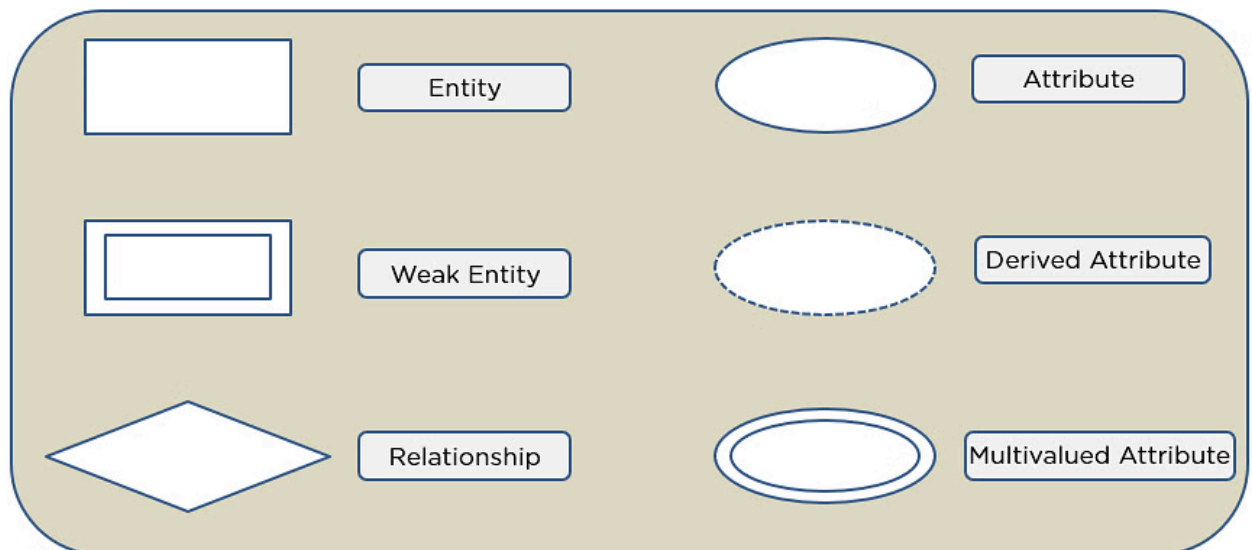 Entity
Attribute
Weak Entity
Derived Attribute
Relationship
Multivalued Attribute